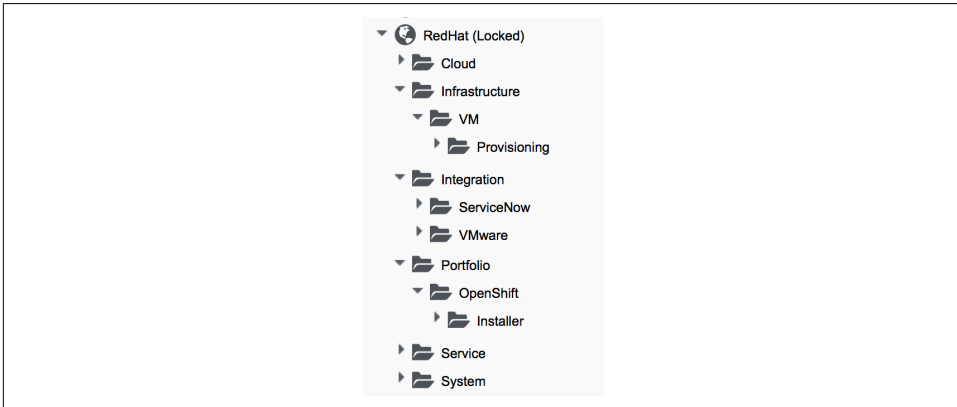 RedHat (Locked)
Cloud
Infrastructure
VM
Provisioning
Integration
ServiceNow
VMware
Portfolio
OpenShift
Installer
Service
System